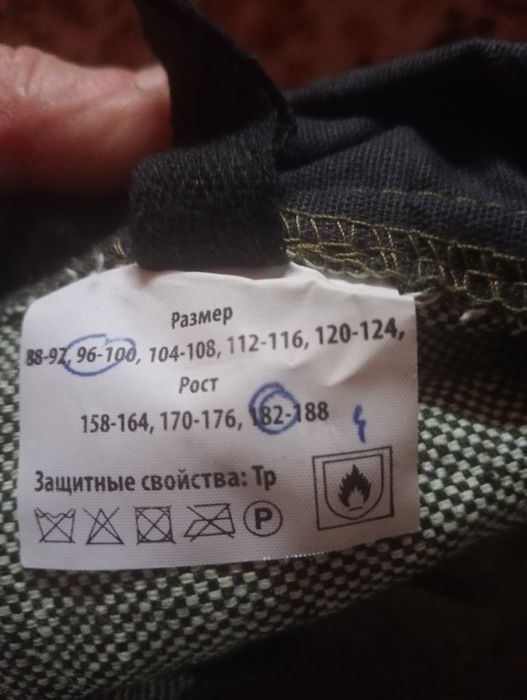 Размер
88-92, 96-100, 104-108, 112-116, 120-124,
Рост
158-164, 170-176, 182-188
Защитные свойства: Тр
P